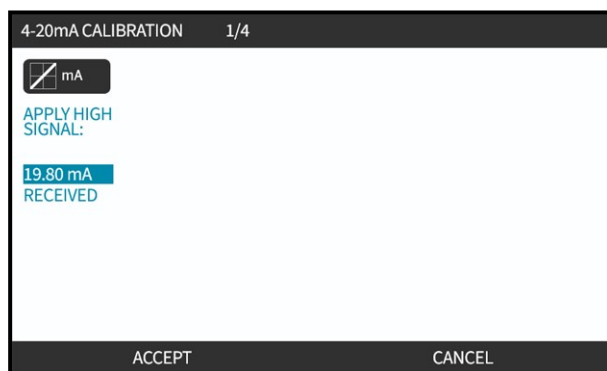 4-20mA CALIBRATION 1/4
mA
APPLY HIGH
SIGNAL:
19.80 mA
RECEIVED
ACCEPT CANCEL